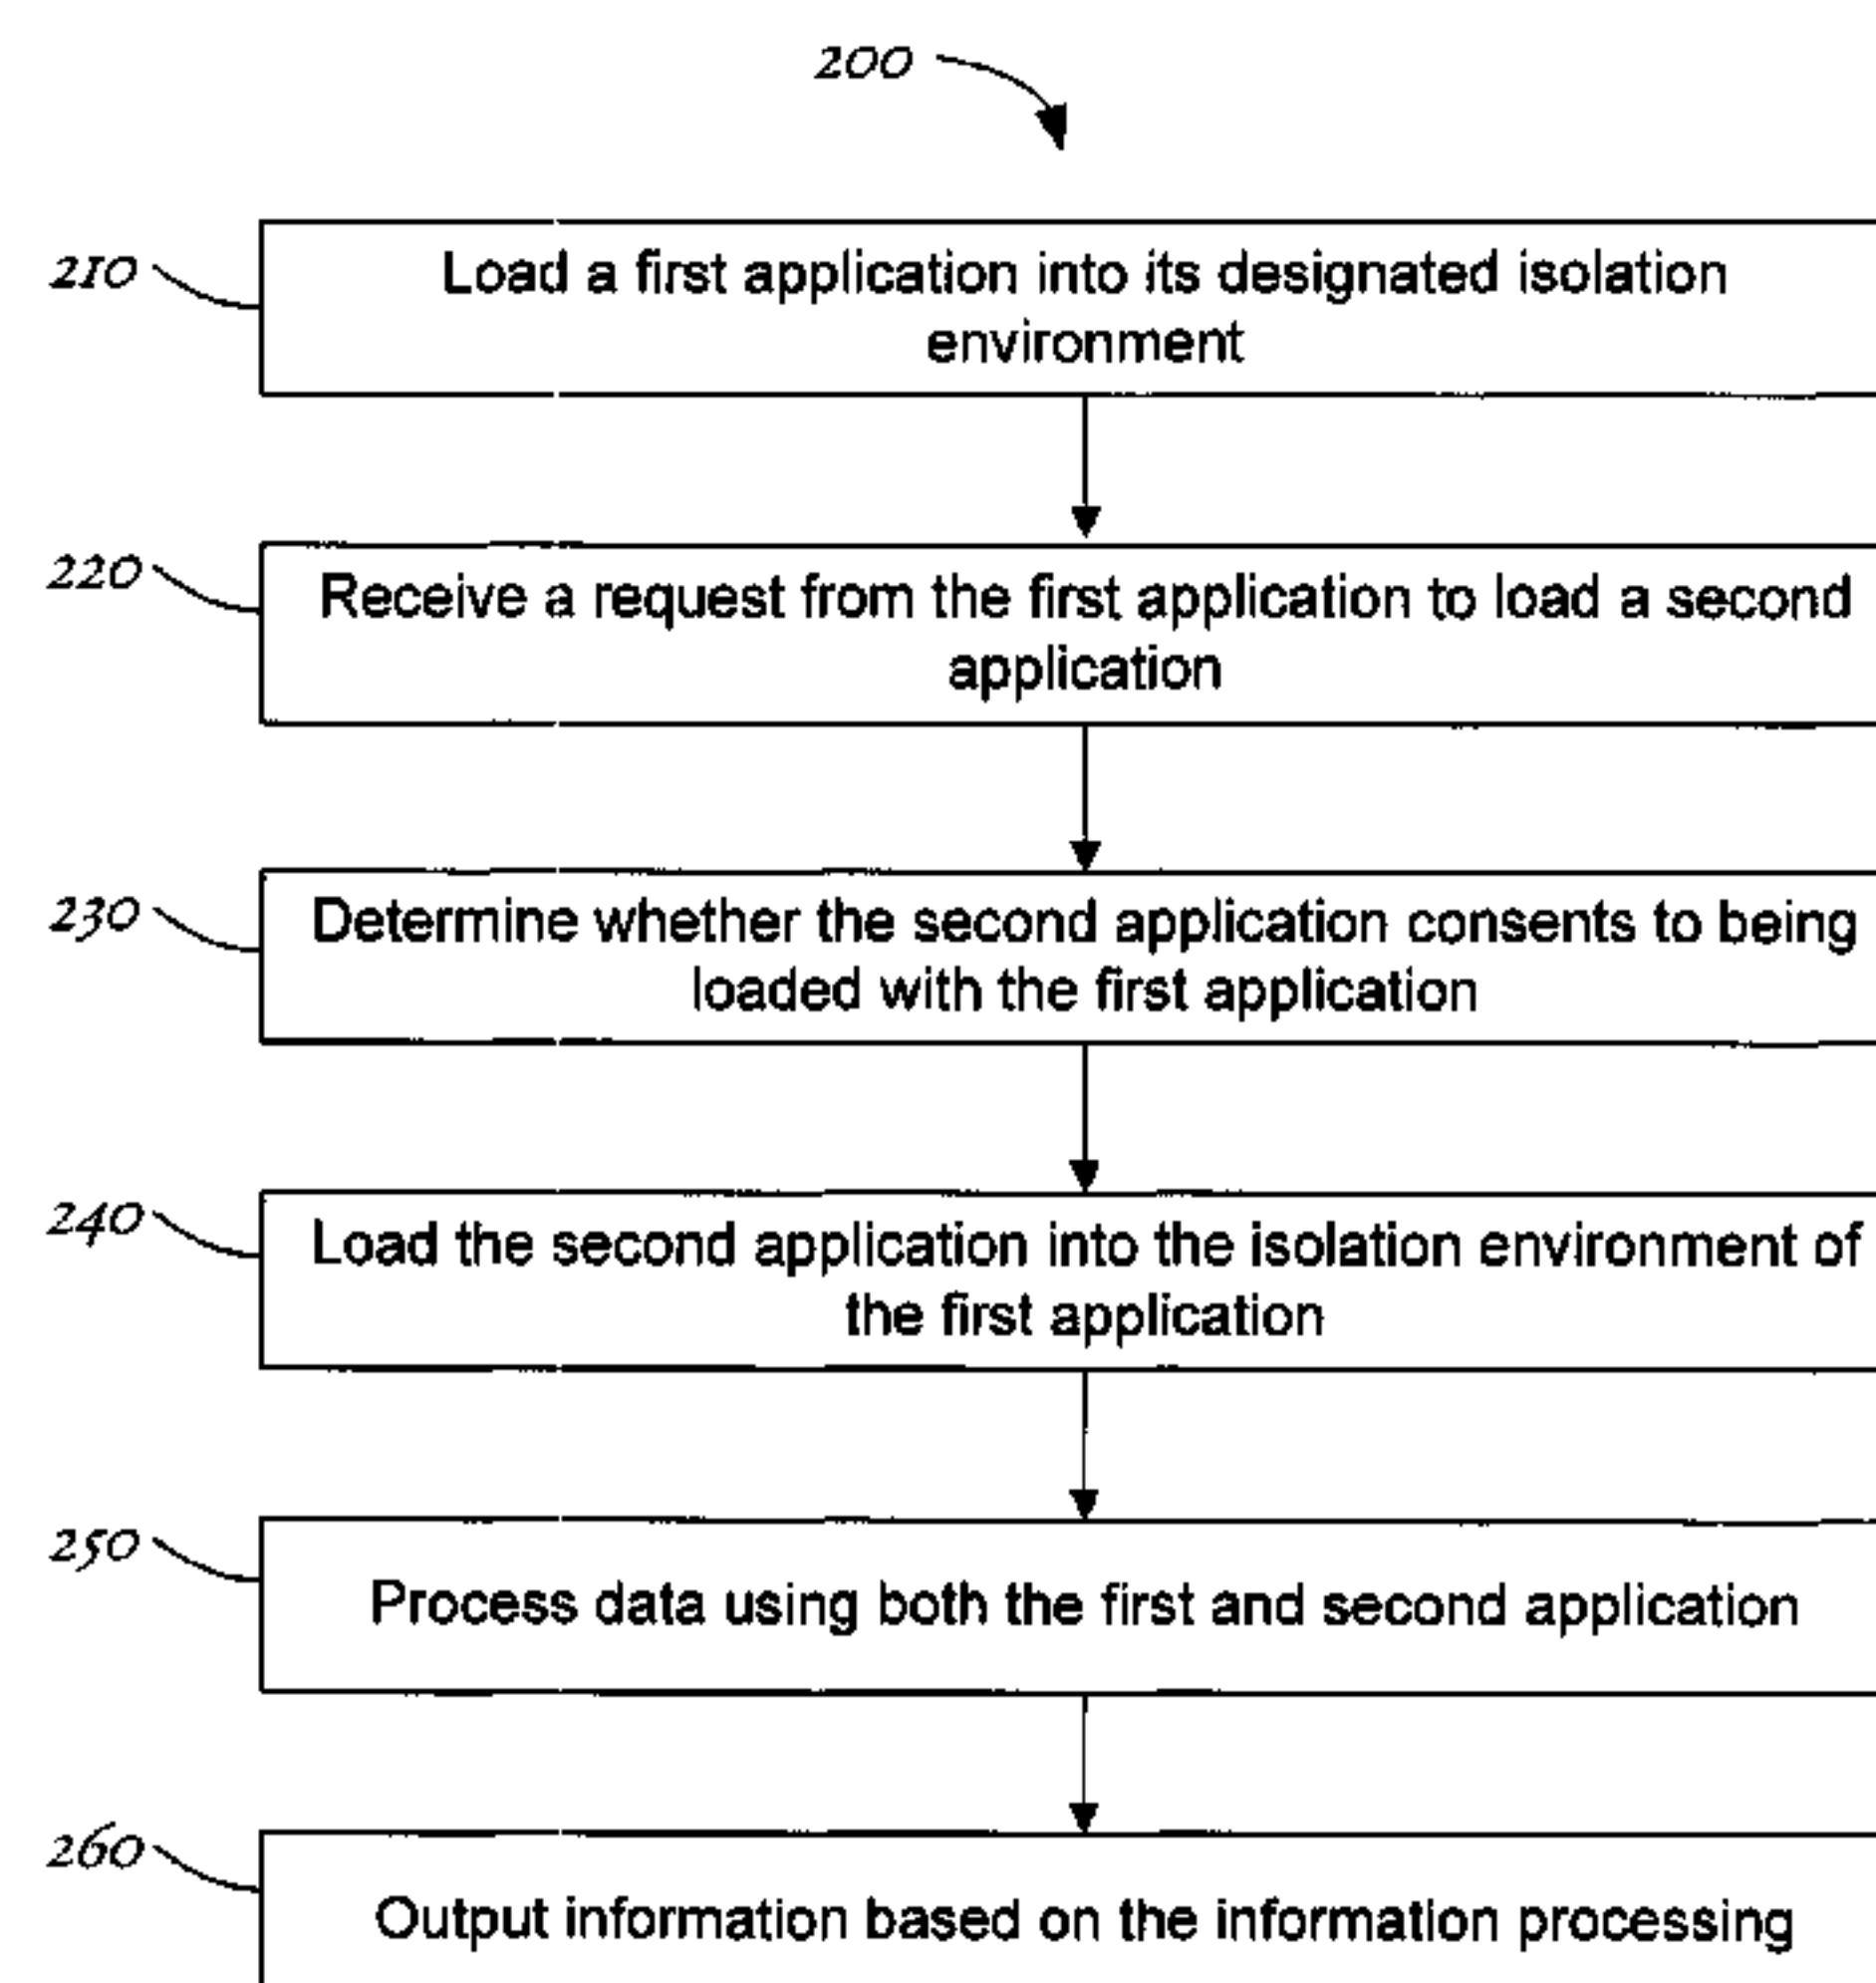 200
210
Load a first application into its designated isolation
environment
220
Receive a request from the first application to load a second
application
230
Determine whether the second application consents to being
loaded with the first application
240
Load the second application into the isolation environment of
the first application
250
Process data using both the first and second application
260
Output information based on the information processing